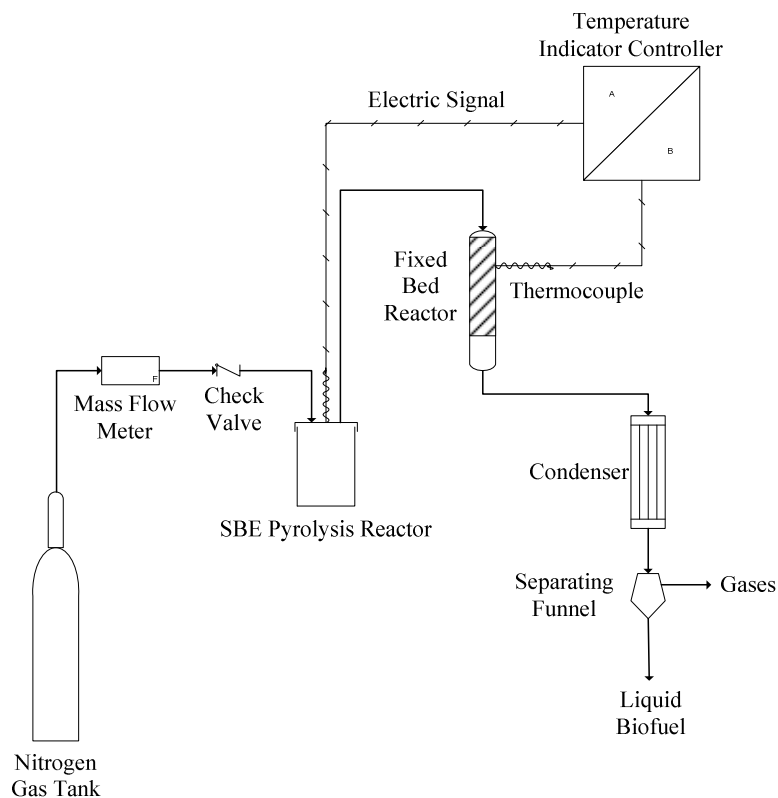 Temperature
Indicator Controller
Electric Signal
A
B
Fixed
Bed
Reactor
Thermocouple
F
Mass Flow
Meter
Check
Valve
Condenser
SBE Pyrolysis Reactor
Separating
Funnel
Gases
Liquid
Biofuel
Nitrogen
Gas Tank